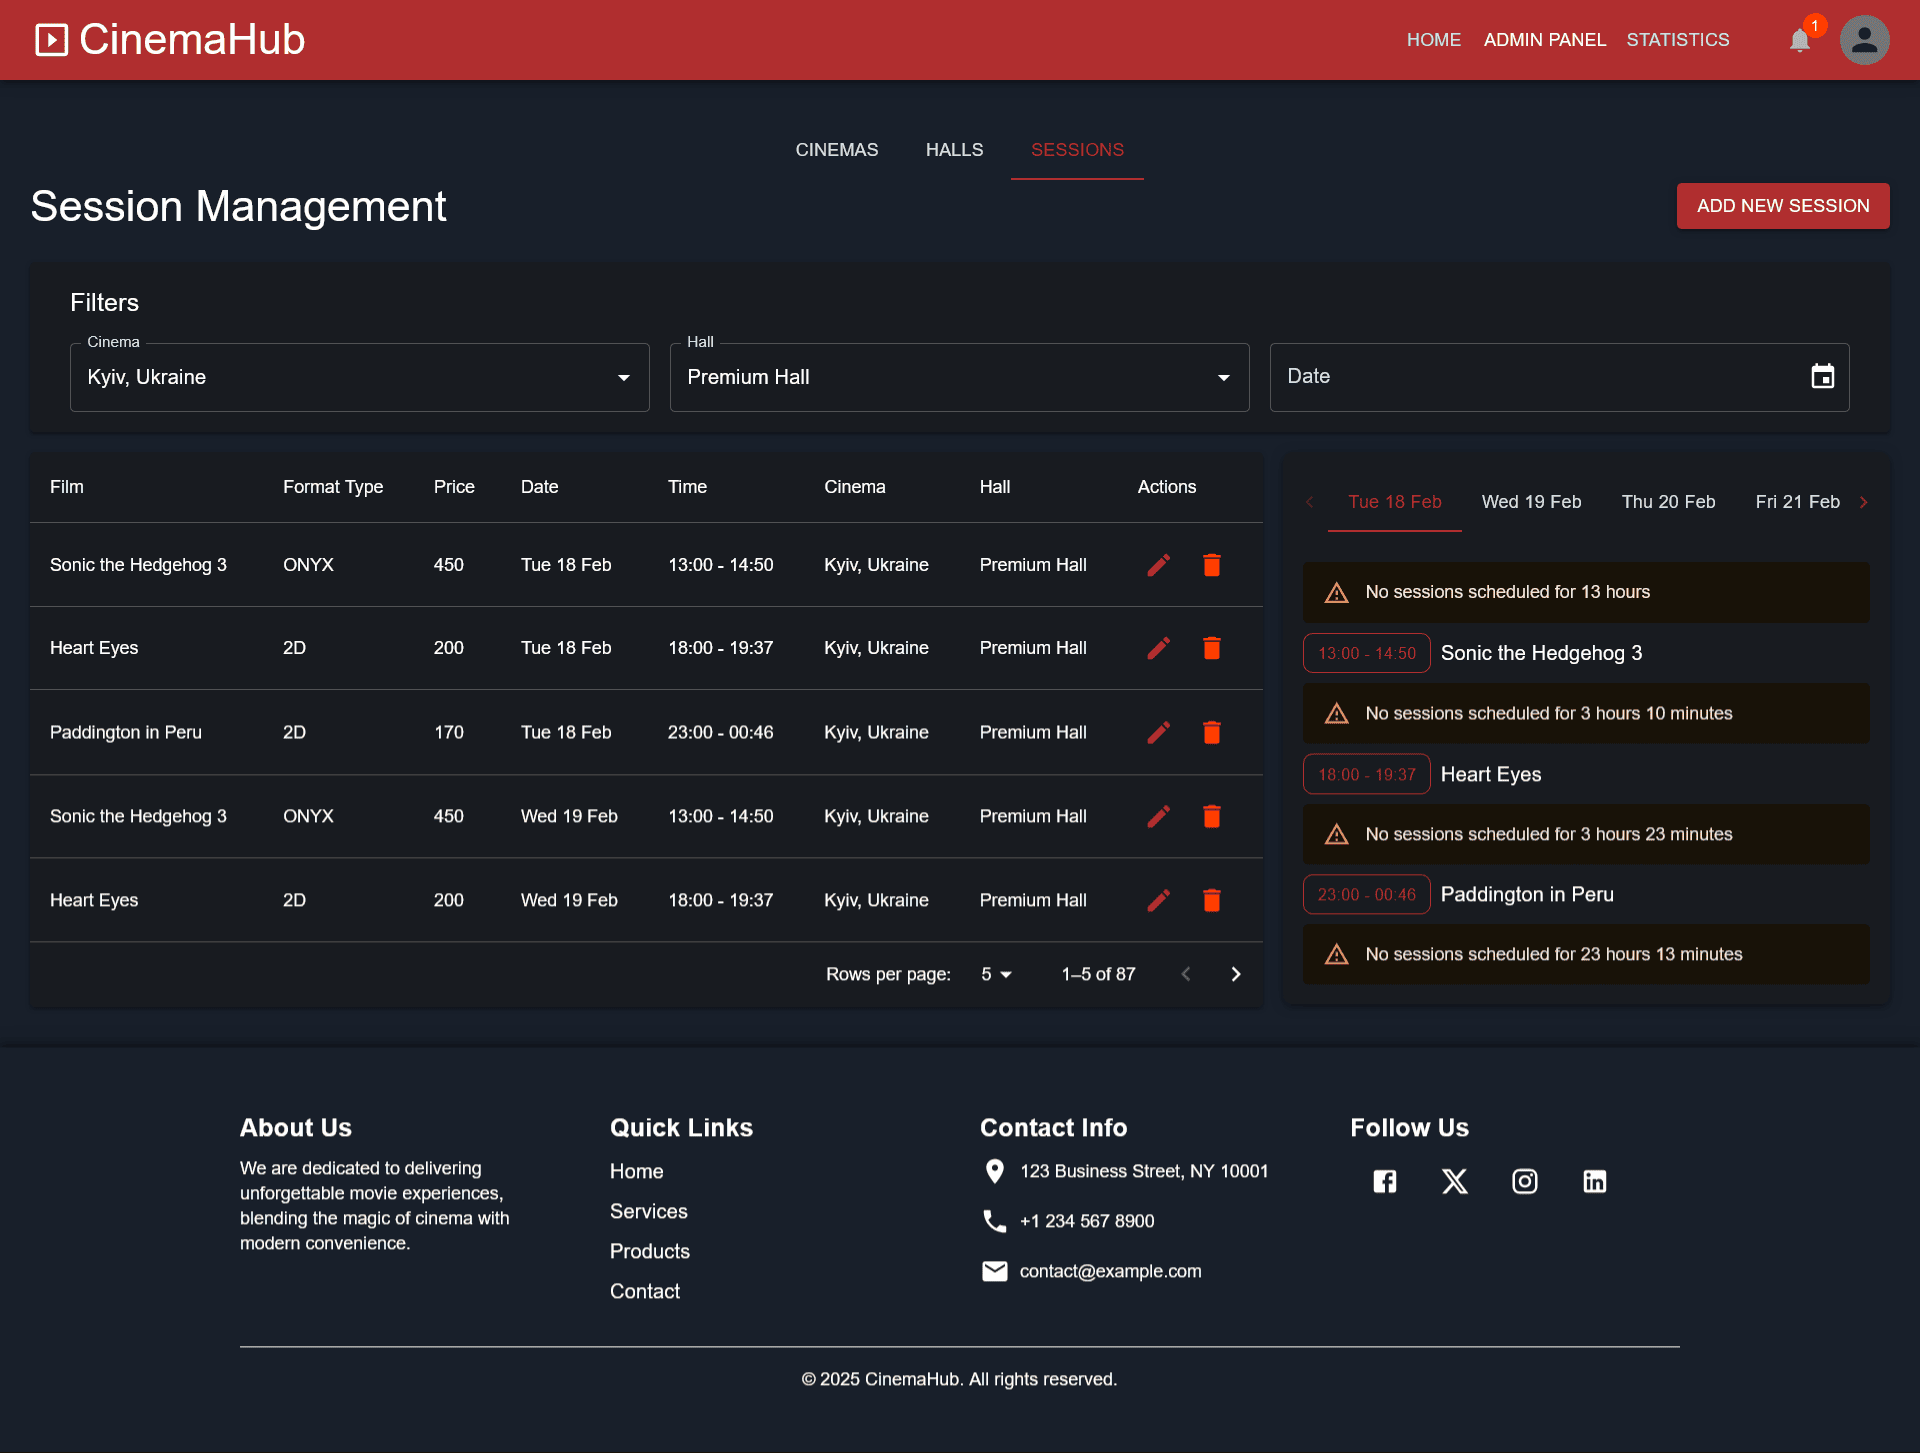 CinemaHub
HOME ADMIN PANEL STATISTICS 1
CINEMAS HALLS SESSIONS
Session Management
ADD NEW SESSION
Filters
Cinema
Kyiv, Ukraine
Hall
Premium Hall
Date
Film Format Type Price Date Time Cinema Hall Actions
Sonic the Hedgehog 3 ONYX 450 Tue 18 Feb 13:00 - 14:50 Kyiv, Ukraine Premium Hall
Heart Eyes 2D 200 Tue 18 Feb 18:00 - 19:37 Kyiv, Ukraine Premium Hall
Paddington in Peru 2D 170 Tue 18 Feb 23:00 - 00:46 Kyiv, Ukraine Premium Hall
Sonic the Hedgehog 3 ONYX 450 Wed 19 Feb 13:00 - 14:50 Kyiv, Ukraine Premium Hall
Heart Eyes 2D 200 Wed 19 Feb 18:00 - 19:37 Kyiv, Ukraine Premium Hall
Rows per page: 5 1–5 of 87
Tue 18 Feb Wed 19 Feb Thu 20 Feb Fri 21 Feb
No sessions scheduled for 13 hours
13:00 - 14:50 Sonic the Hedgehog 3
No sessions scheduled for 3 hours 10 minutes
18:00 - 19:37 Heart Eyes
No sessions scheduled for 3 hours 23 minutes
23:00 - 00:46 Paddington in Peru
No sessions scheduled for 23 hours 13 minutes
About Us
We are dedicated to delivering
unforgettable movie experiences,
blending the magic of cinema with
modern convenience.
Quick Links
Home
Services
Products
Contact
Contact Info
123 Business Street, NY 10001
+1 234 567 8900
contact@example.com
Follow Us
© 2025 CinemaHub. All rights reserved.